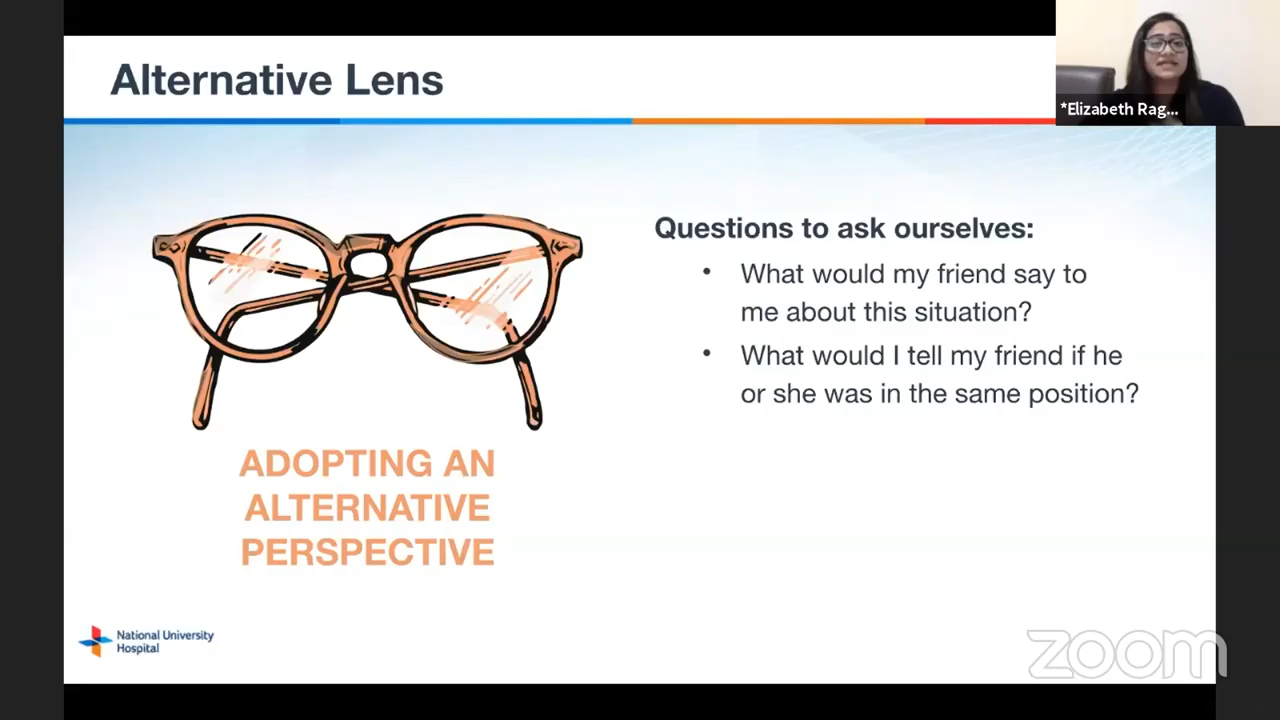 Alternative Lens
*Elizabeth Rag...
Questions to ask ourselves:
• What would my friend say to
me about this situation?
• What would I tell my friend if he
or she was in the same position?
ADOPTING AN
ALTERNATIVE
PERSPECTIVE
National University
Hospital
zoom